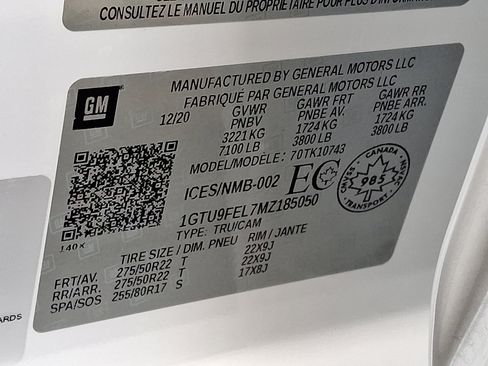 CONSULTEZ LE MANUEL DU PROPRIÉTAIRE POUR PLUS D'INFORMATION
GM
MANUFACTURED BY GENERAL MOTORS LLC
FABRIQUÉ PAR GENERAL MOTORS LLC
12/20 GVWR GAWR FRT GAWR RR
PNBV PNBE AV. PNBE ARR.
3221 KG 1724 KG 1724 KG
7100 LB 3800 LB 3800 LB
MODEL/MODÈLE: 70TK10743
ICES/NMB-002 EC
CANADA
985
1GTU9FEL7MZ185050
TYPE: TRU/CAM
140 K
TIRE SIZE / DIM. PNEU RIM / JANTE
FRT/AV. 275/50R22 T 22X9J
RR/ARR. 275/50R22 T 22X9J
SPA/SOS 255/80R17 S 17X8J
ARDS